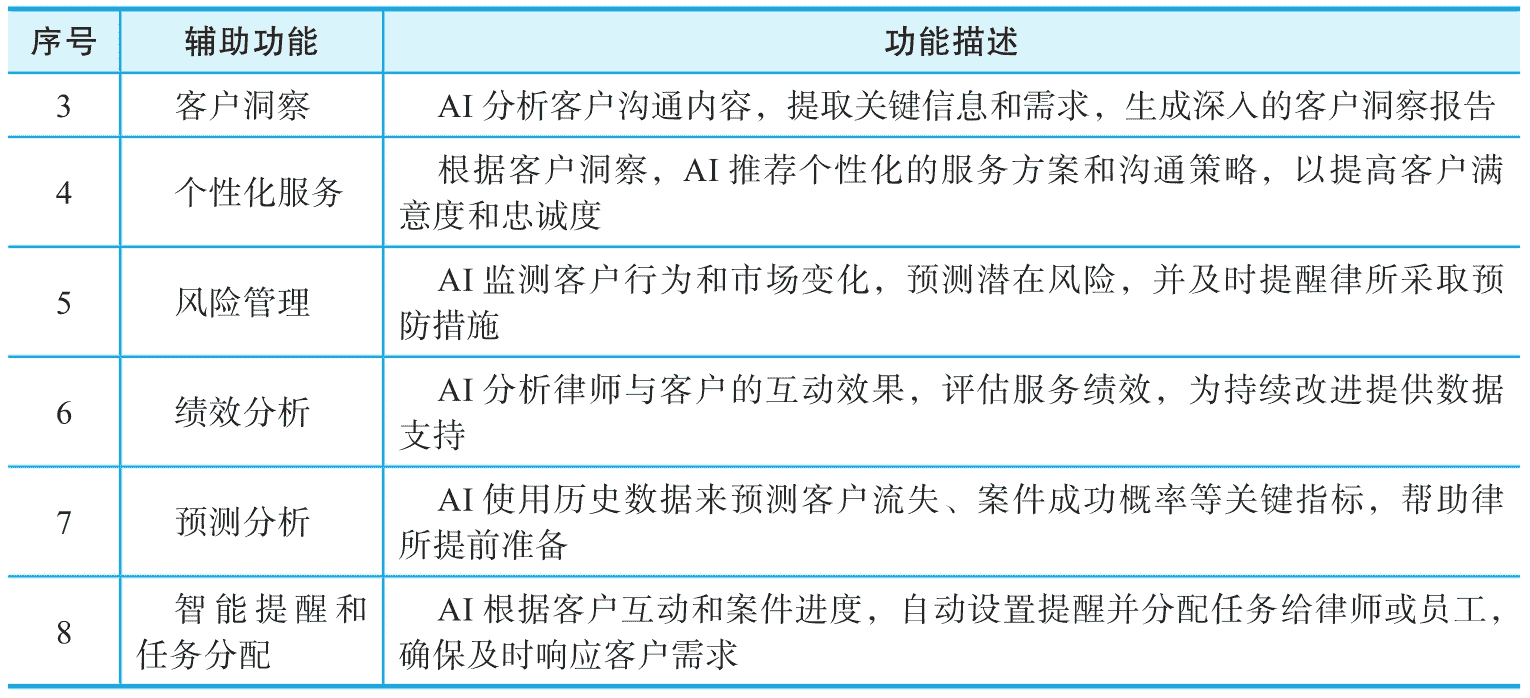 序号 辅助功能 功能描述
3 客户洞察 AI 分析客户沟通内容，提取关键信息和需求，生成深入的客户洞察报告
4 个性化服务 根据客户洞察，AI 推荐个性化的服务方案和沟通策略，以提高客户满
意度和忠诚度
5 风险管理 AI 监测客户行为和市场变化，预测潜在风险，并及时提醒律所采取预
防措施
6 绩效分析 AI 分析律师与客户的互动效果，评估服务绩效，为持续改进提供数据
支持
7 预测分析 AI 使用历史数据来预测客户流失、案件成功概率等关键指标，帮助律
所提前准备
8 智能提醒和 AI 根据客户互动和案件进度，自动设置提醒并分配任务给律师或员工，
任务分配 确保及时响应客户需求